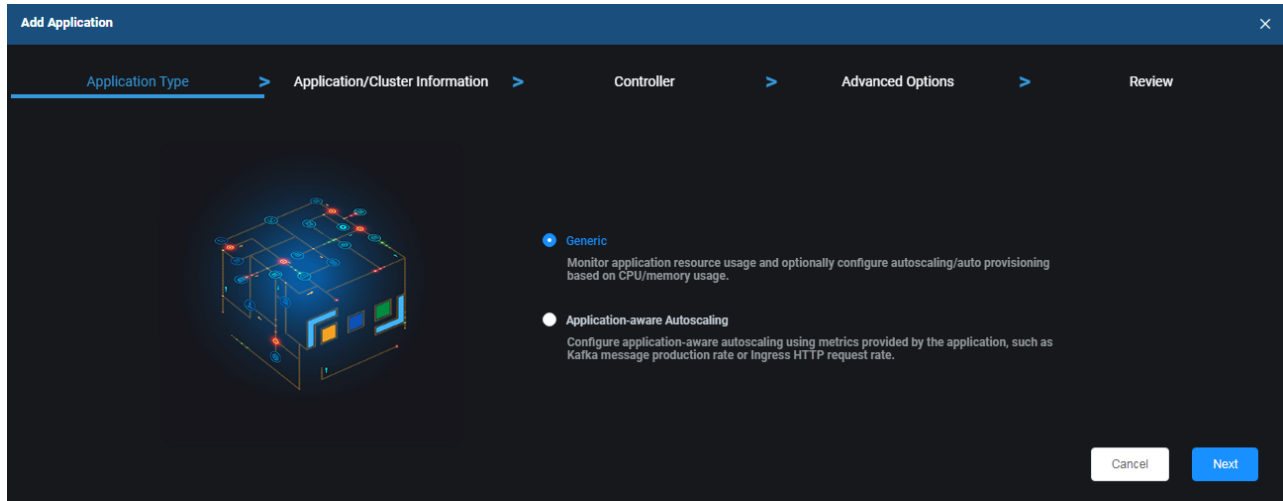 Add Application
Application Type > Application/Cluster Information > Controller > Advanced Options > Review
Generic
Monitor application resource usage and optionally configure autoscaling/auto provisioning
based on CPU/memory usage.
Application-aware Autoscaling
Configure application-aware autoscaling using metrics provided by the application, such as
Kafka message production rate or Ingress HTTP request rate.
Cancel Next